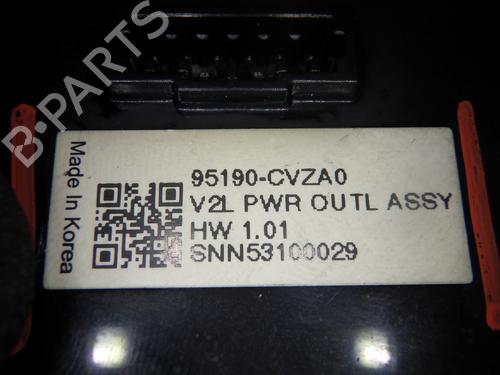 Made in Korea
95190-CVZA0
V2L PWR OUTL ASSY
HW 1.01
SNN53100029
B-PARTS